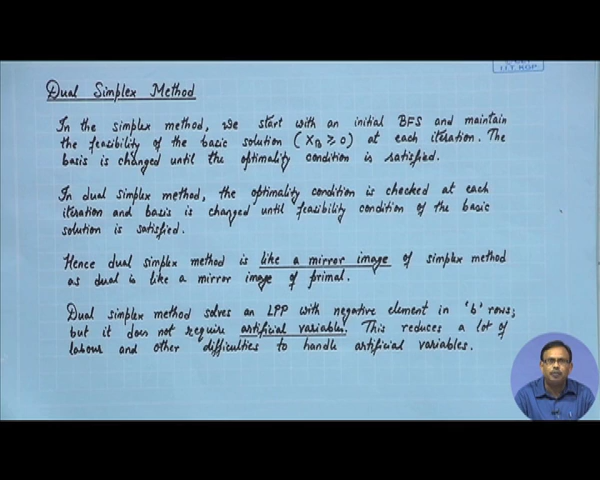 I.I.T. KGP
Dual Simplex Method
In the simplex method, we start with an initial BFS and maintain
the feasibility of the basic solution (X_B ≥ 0) at each iteration. The
basis is changed until the optimality condition is satisfied.
In dual simplex method, the optimality condition is checked at each
iteration and basis is changed until feasibility condition of the basic
solution is satisfied.
Hence dual simplex method is like a mirror image of simplex method
as dual is like a mirror image of primal.
Dual simplex method solves an LPP with negative element in 'b' rows;
but it does not require artificial variables. This reduces a lot of
labour and other difficulties to handle artificial variables.